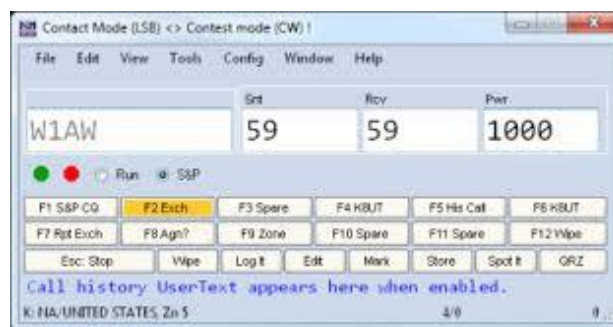 Contact Mode (LSB) <> Contest mode (CW) !
File Edit View Tools Config Window Help
Snt Rcv Pwr
W1AW 59 59 1000
Run S&P
F1 S&P CQ F2 Exch F3 Spare F4 K8UT F5 His Call F6 K8UT
F7 Rpt Exch F8 Agn? F9 Zone F10 Spare F11 Spare F12 Wipe
Esc: Stop Wipe Log It Edit Mark Store Spot It QRZ
Call history UserText appears here when enabled.
K: NA/UNITED STATES, Zn 5 4/0 0